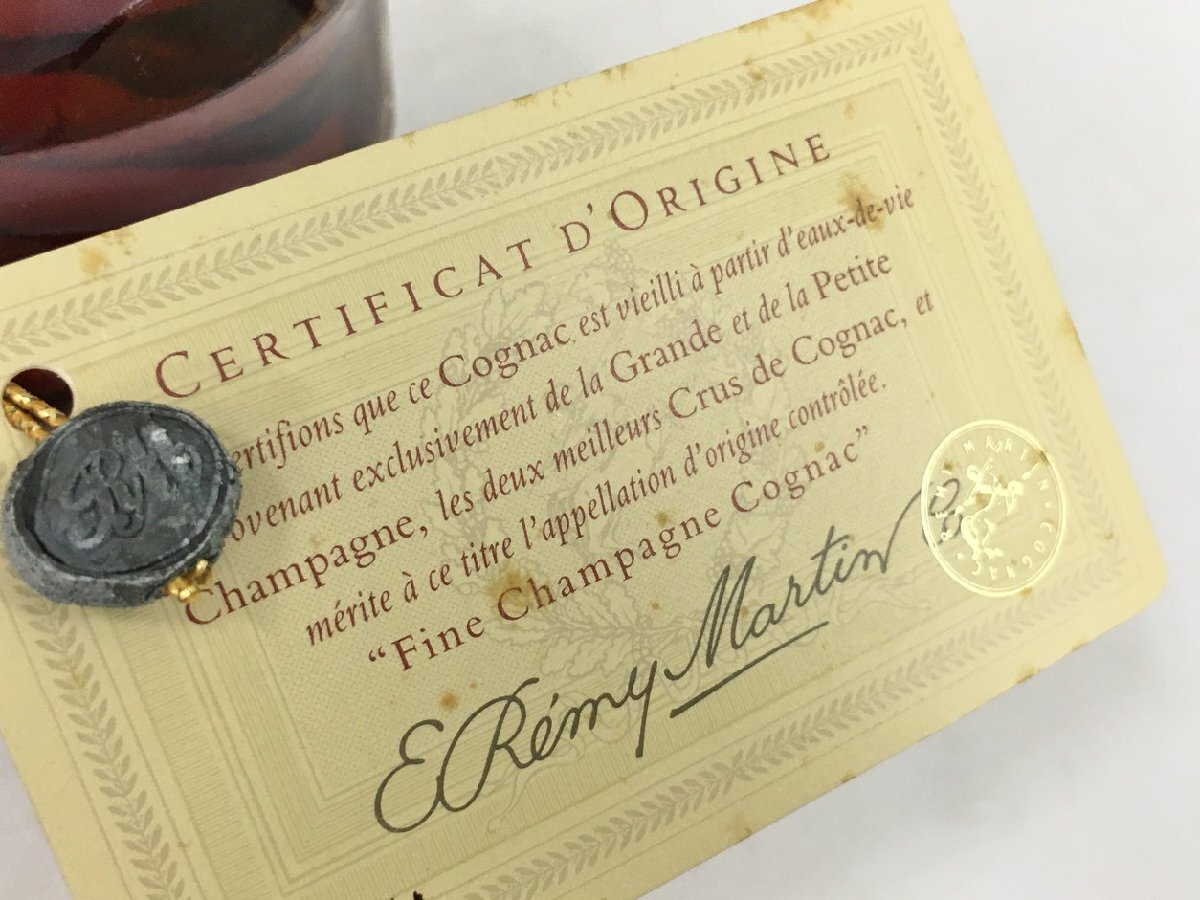 CERTIFICAT D'ORIGINE
ertifions que ce Cognac est vieilli à partir d'eaux-de-vie
ovenant exclusivement de la Grande et de la Petite
Champagne, les deux meilleurs Crus de Cognac, et
mérite à ce titre l'appellation d'origine contrôlée.
“Fine Champagne Cognac”
E. Rémy Martin
MARTIN · COGNAC ·